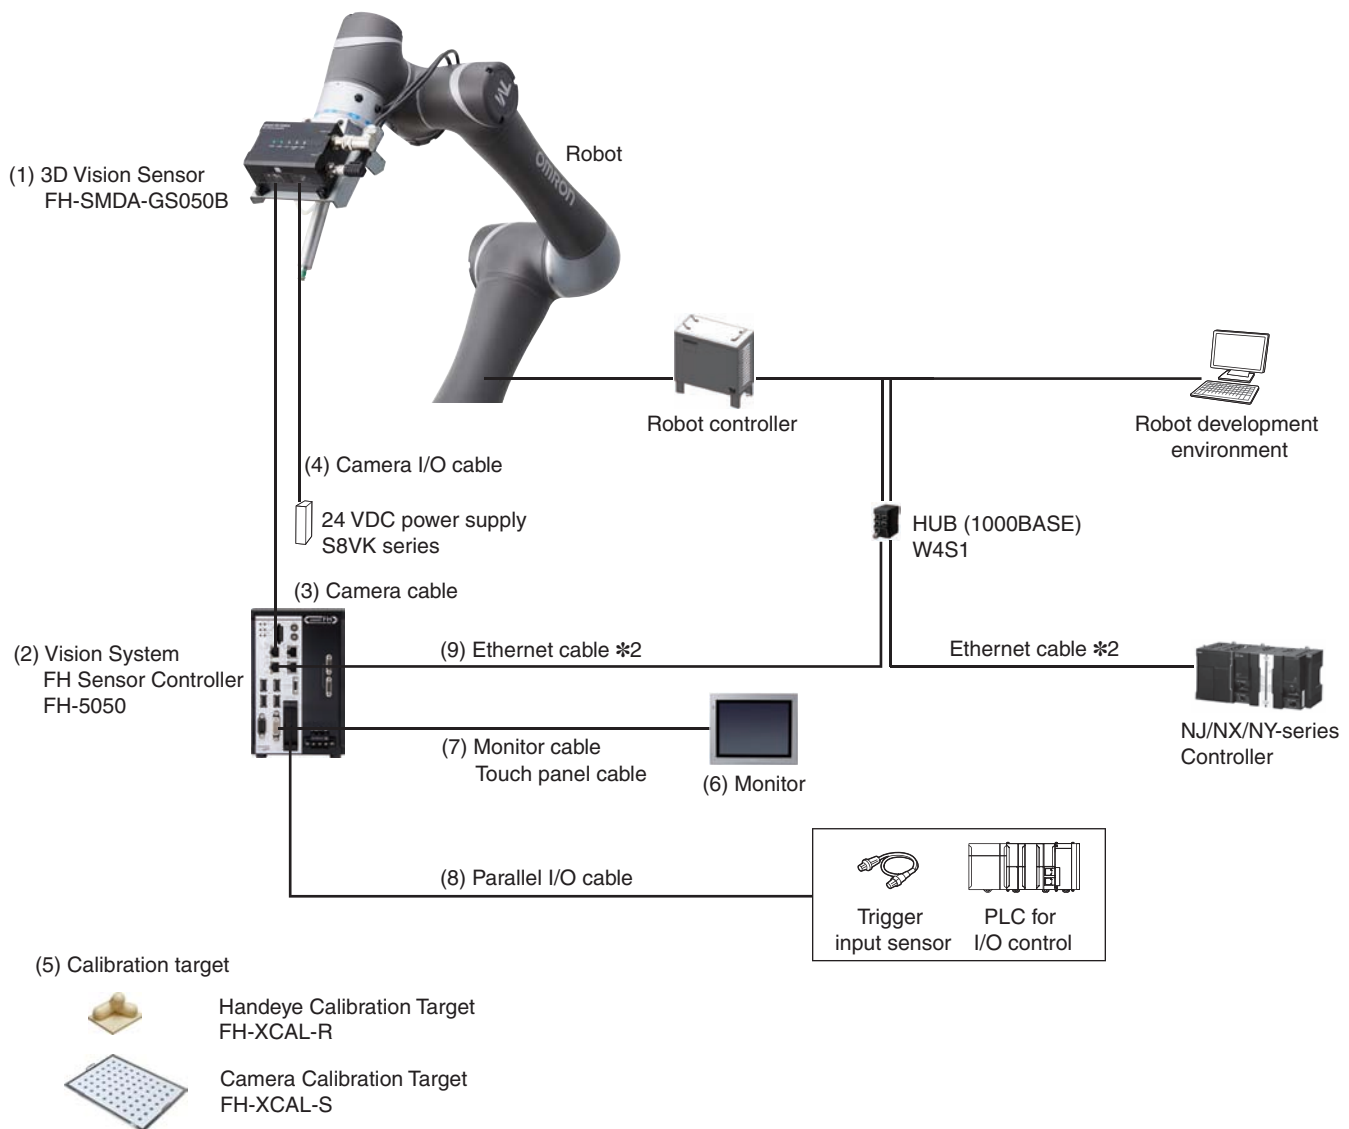 TM
OMRON
Robot
(1) 3D Vision Sensor
FH-SMDA-GS050B
Robot controller
Robot development
environment
(4) Camera I/O cable
24 VDC power supply
S8VK series
HUB (1000BASE)
W4S1
(3) Camera cable
(2) Vision System
FH Sensor Controller
FH-5050
(9) Ethernet cable ✻2
Ethernet cable ✻2
(7) Monitor cable
Touch panel cable
(6) Monitor
NJ/NX/NY-series
Controller
(8) Parallel I/O cable
Trigger
input sensor
PLC for
I/O control
(5) Calibration target
Handeye Calibration Target
FH-XCAL-R
Camera Calibration Target
FH-XCAL-S